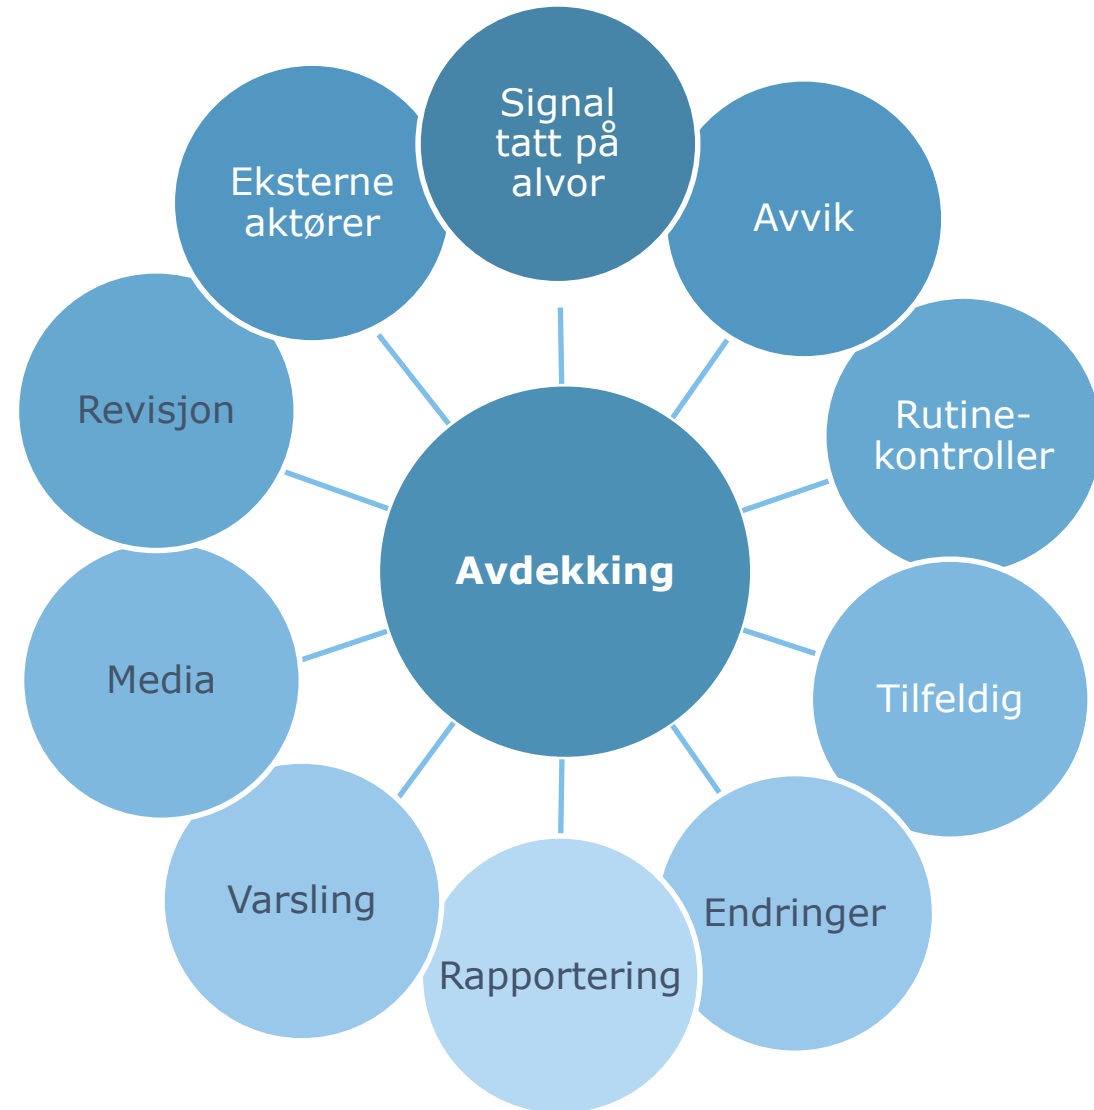 Signal
tatt på
alvor
Avvik
Rutine-
kontroller
Tilfeldig
Endringer
Rapportering
Varsling
Media
Revisjon
Eksterne
aktører
Avdekking